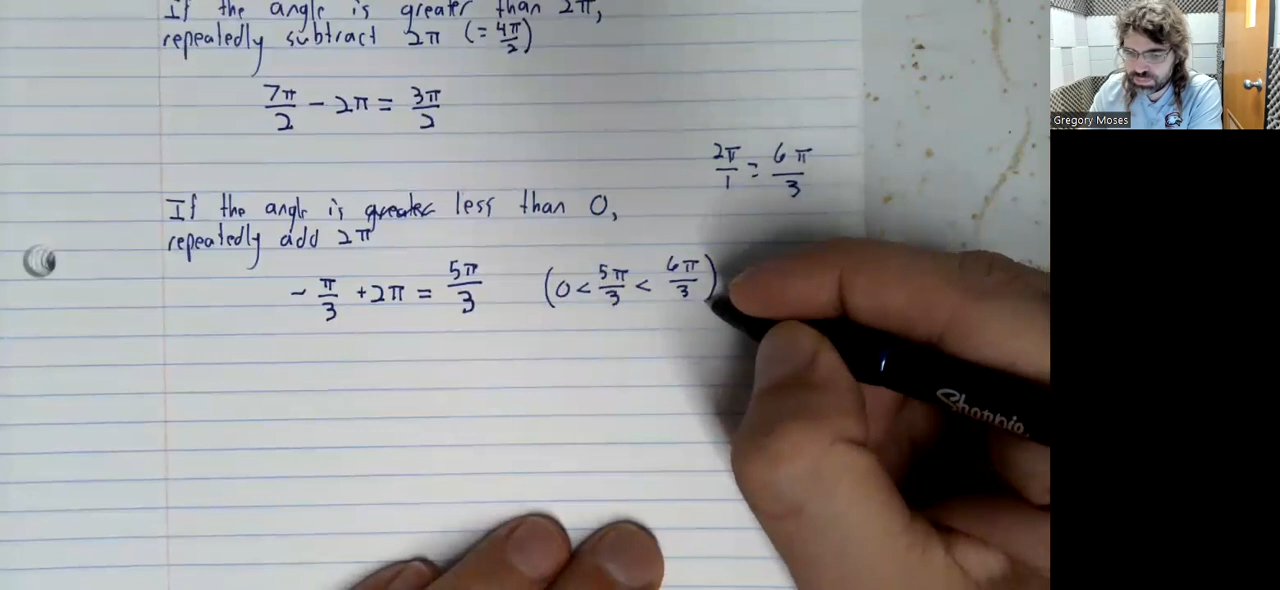 If the angle is greater than 2π,
repeatedly subtract 2π (= 4π/2)
7π/2 − 2π = 3π/2
2π/1 = 6π/3
If the angle is greater less than 0,
repeatedly add 2π
− π/3 + 2π = 5π/3 (0 < 5π/3 < 6π/3)
Sharpie.
Gregory Moses